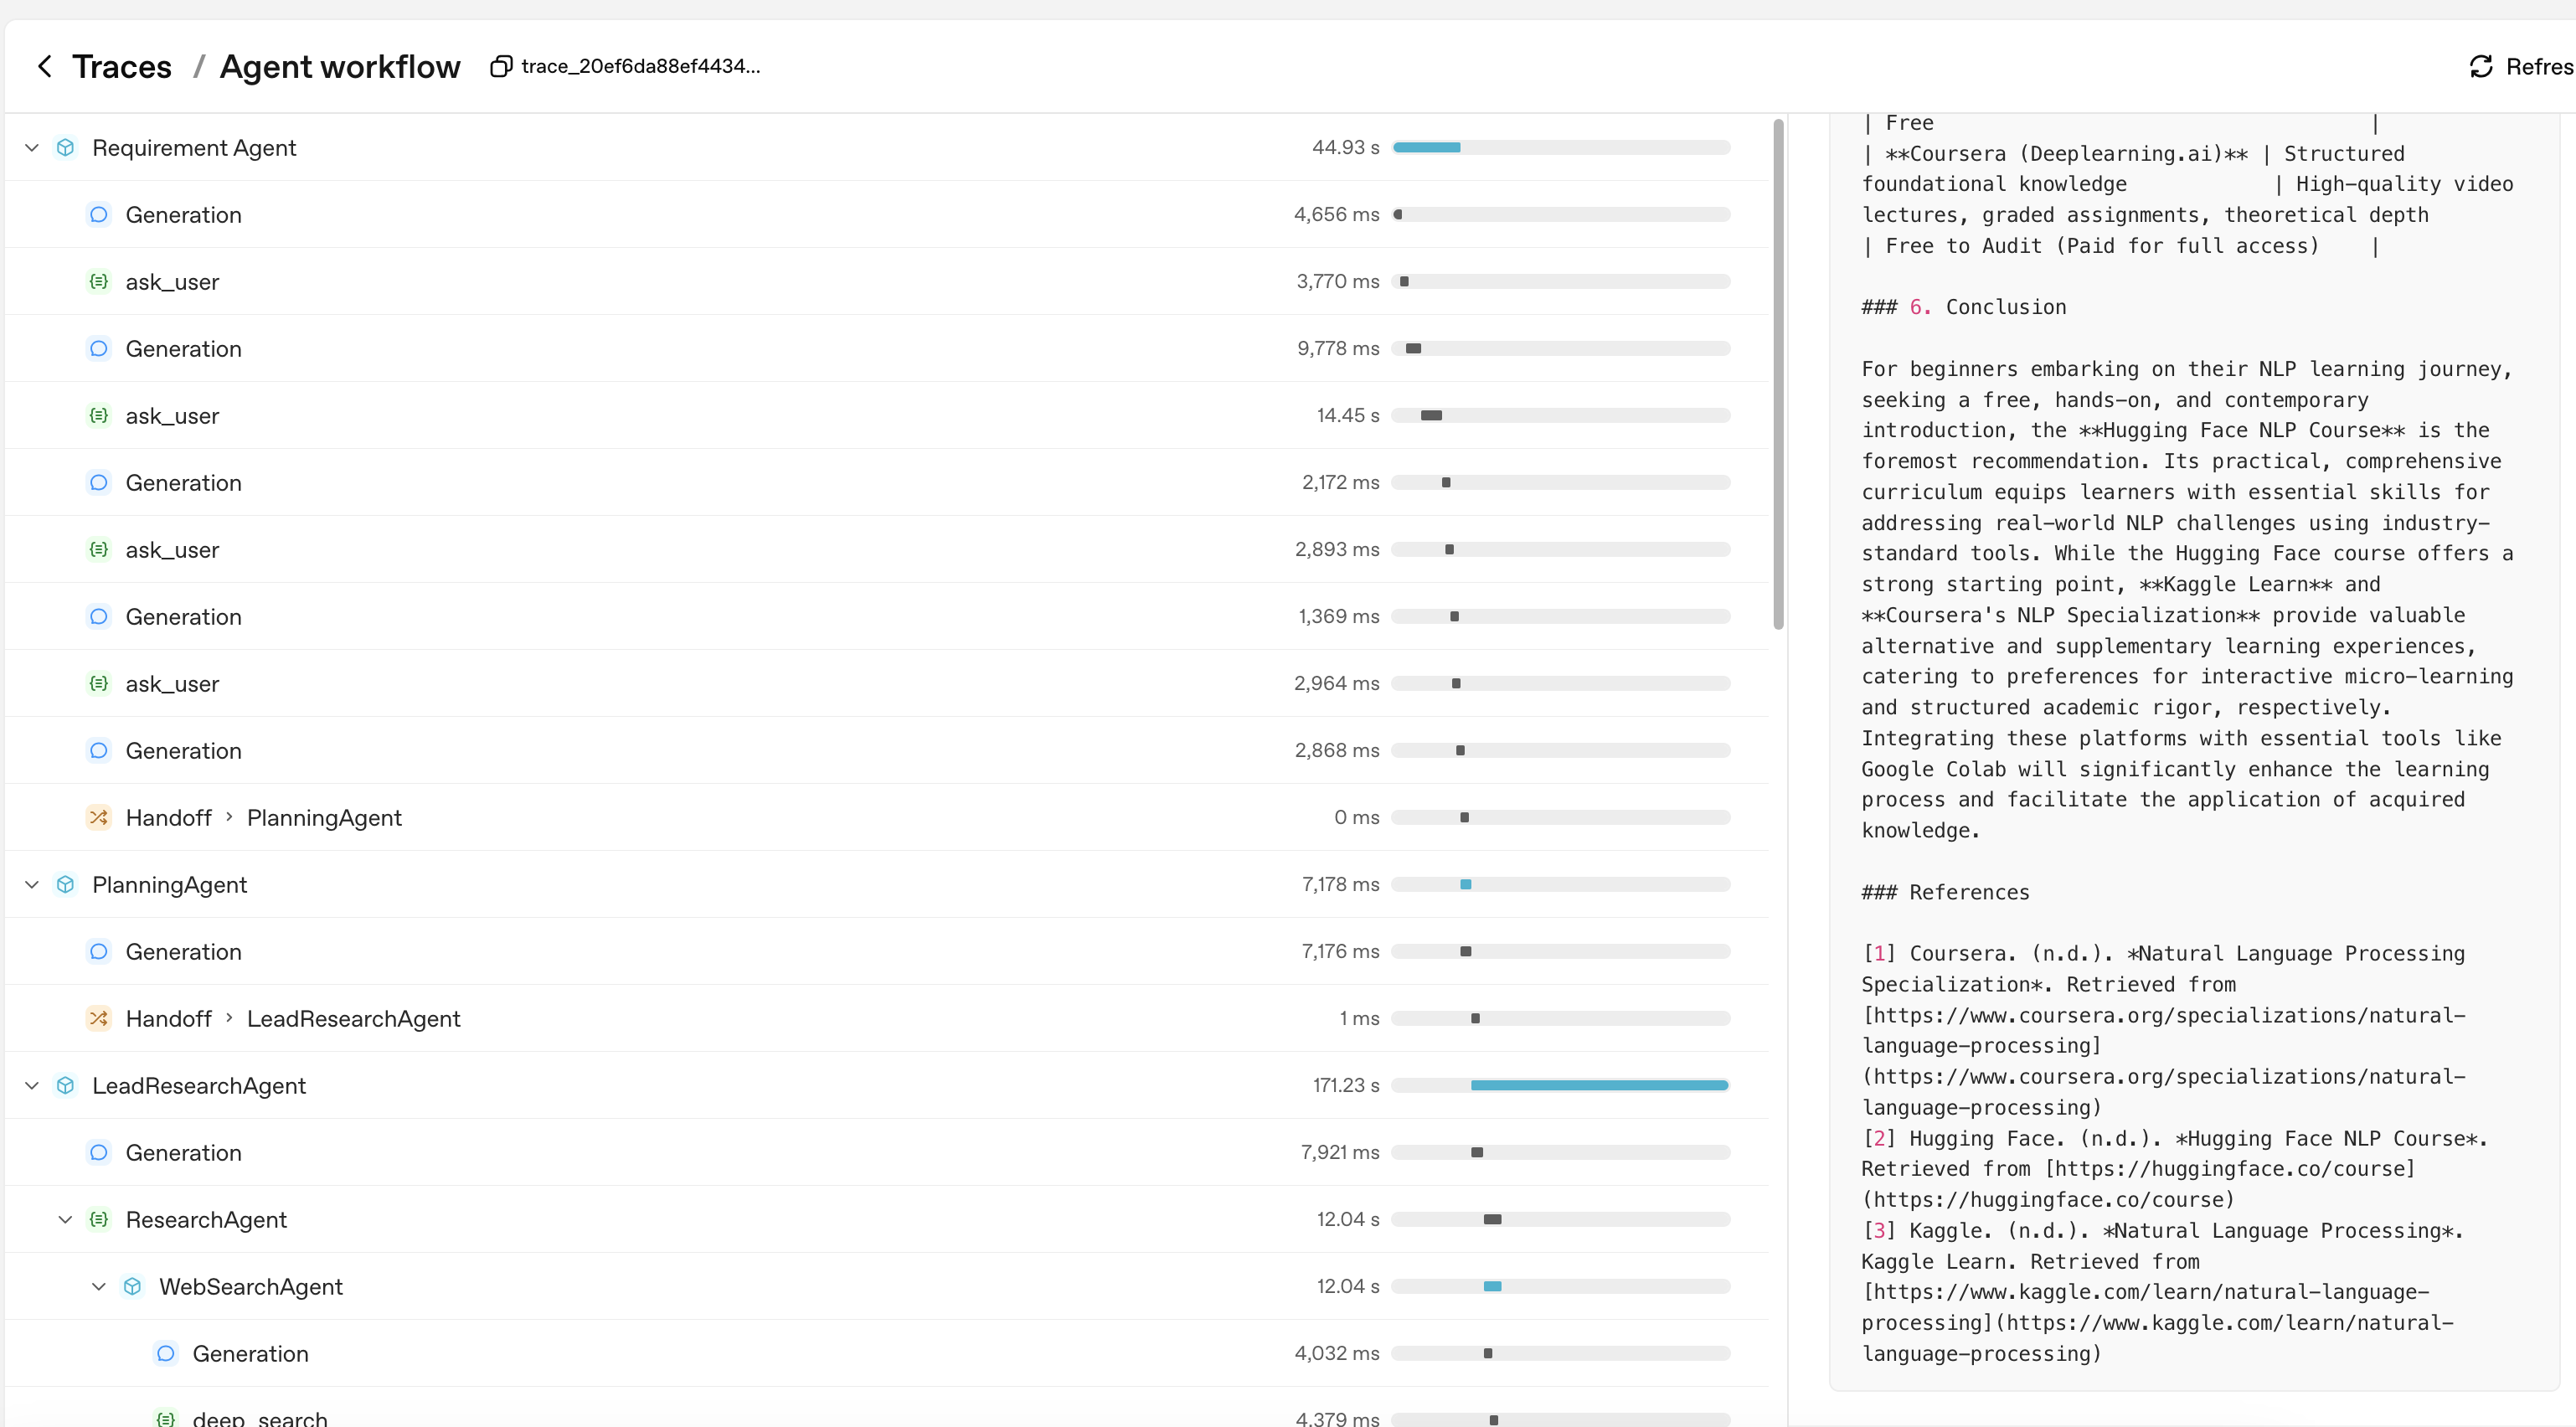 Traces / Agent workflow trace_20ef6da88ef4434...
Requirement Agent 44.93 s
Generation 4,656 ms
ask_user 3,770 ms
Generation 9,778 ms
ask_user 14.45 s
Generation 2,172 ms
ask_user 2,893 ms
Generation 1,369 ms
ask_user 2,964 ms
Generation 2,868 ms
Handoff > PlanningAgent 0 ms
PlanningAgent 7,178 ms
Generation 7,176 ms
Handoff > LeadResearchAgent 1 ms
LeadResearchAgent 171.23 s
Generation 7,921 ms
ResearchAgent 12.04 s
WebSearchAgent 12.04 s
Generation 4,032 ms
deep_search 4,379 ms
Refres
| Free |
| **Coursera (Deeplearning.ai)** | Structured
foundational knowledge | High-quality video
lectures, graded assignments, theoretical depth
| Free to Audit (Paid for full access) |
### 6. Conclusion
For beginners embarking on their NLP learning journey,
seeking a free, hands-on, and contemporary
introduction, the **Hugging Face NLP Course** is the
foremost recommendation. Its practical, comprehensive
curriculum equips learners with essential skills for
addressing real-world NLP challenges using industry-
standard tools. While the Hugging Face course offers a
strong starting point, **Kaggle Learn** and
**Coursera's NLP Specialization** provide valuable
alternative and supplementary learning experiences,
catering to preferences for interactive micro-learning
and structured academic rigor, respectively.
Integrating these platforms with essential tools like
Google Colab will significantly enhance the learning
process and facilitate the application of acquired
knowledge.
### References
[1] Coursera. (n.d.). *Natural Language Processing
Specialization*. Retrieved from
[https://www.coursera.org/specializations/natural-
language-processing]
(https://www.coursera.org/specializations/natural-
language-processing)
[2] Hugging Face. (n.d.). *Hugging Face NLP Course*.
Retrieved from [https://huggingface.co/course]
(https://huggingface.co/course)
[3] Kaggle. (n.d.). *Natural Language Processing*.
Kaggle Learn. Retrieved from
[https://www.kaggle.com/learn/natural-language-
processing](https://www.kaggle.com/learn/natural-
language-processing)